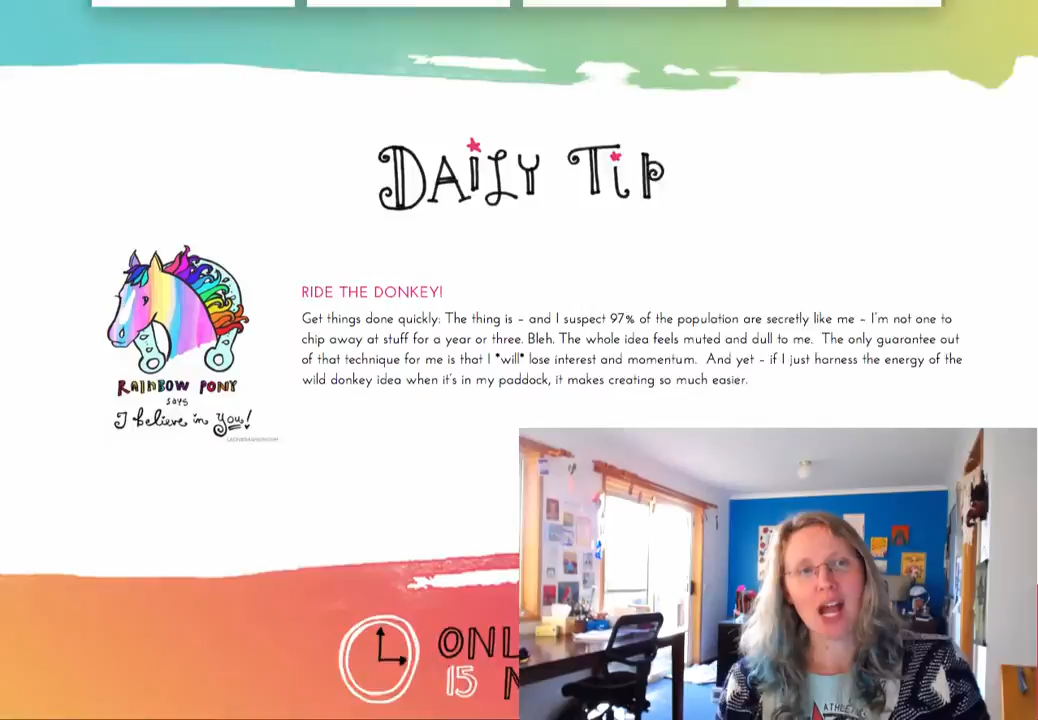 DAiLY TiP
RIDE THE DONKEY!
Get things done quickly: The thing is – and I suspect 97% of the population are secretly like me – I'm not one to
chip away at stuff for a year or three. Bleh. The whole idea feels muted and dull to me. The only guarantee out
of that technique for me is that I *will* lose interest and momentum. And yet – if I just harness the energy of the
wild donkey idea when it's in my paddock, it makes creating so much easier.
RAINBOW PONY
says
I believe in You!
ONL
15
ATHLETIC